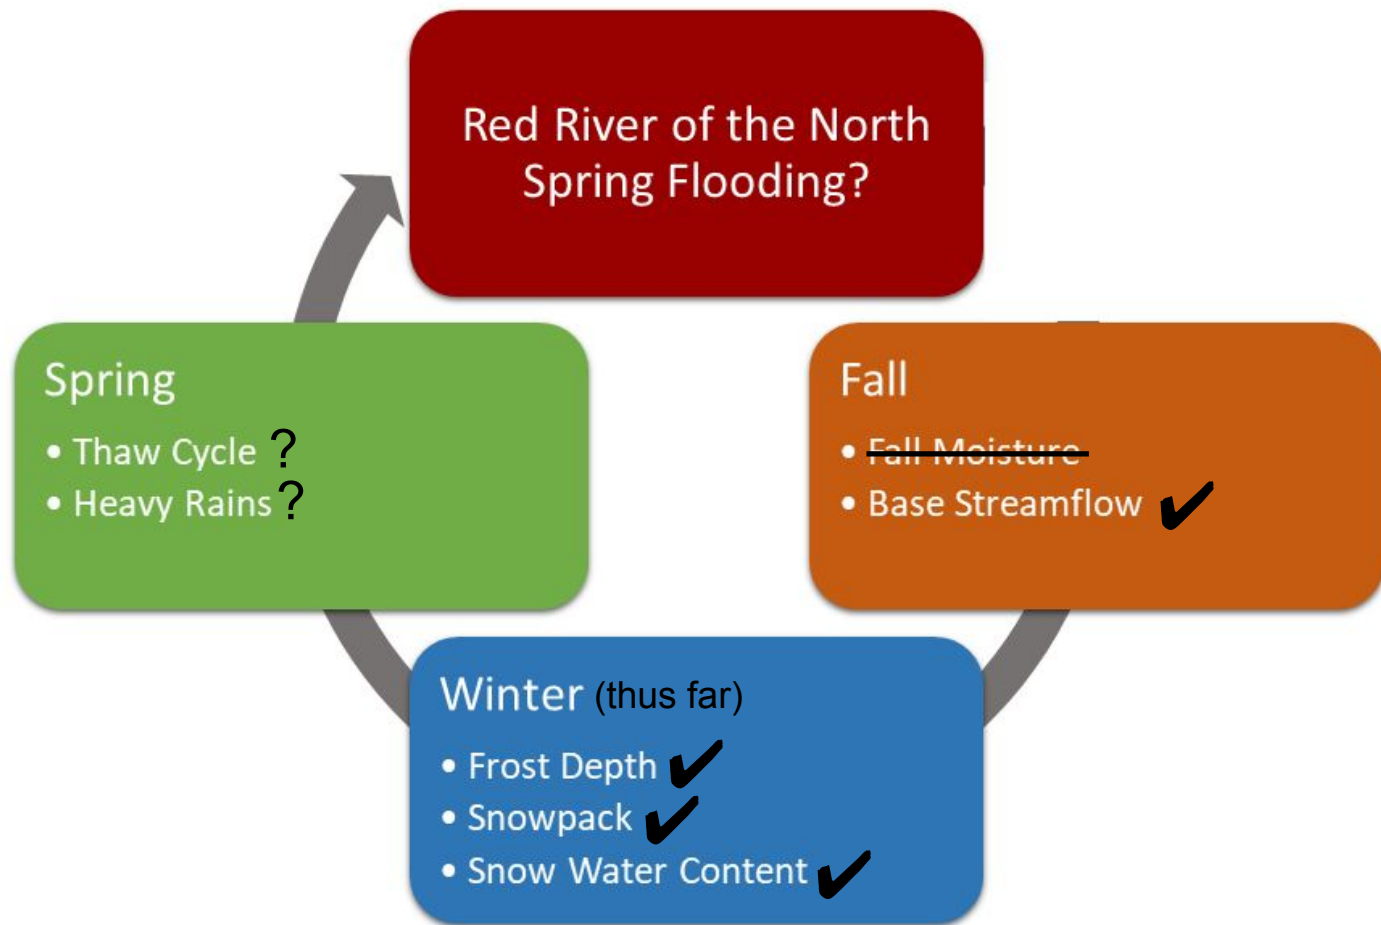 Red River of the North
Spring Flooding?
Spring
• Thaw Cycle ?
• Heavy Rains ?
Fall
• Fall Moisture
• Base Streamflow ✔
Winter (thus far)
• Frost Depth ✔
• Snowpack ✔
• Snow Water Content ✔